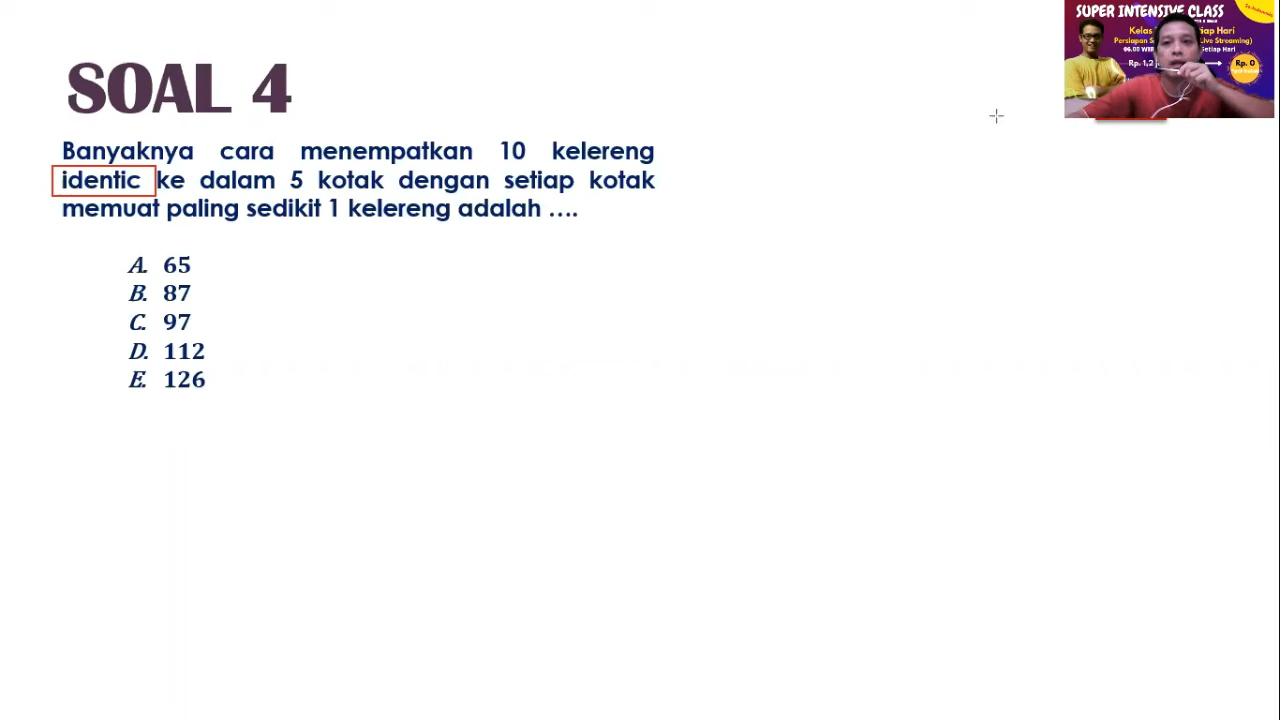 SUPER INTENSIVE CLASS
SOAL 4
Banyaknya cara menempatkan 10 kelereng
identic ke dalam 5 kotak dengan setiap kotak
memuat paling sedikit 1 kelereng adalah ....
A. 65
B. 87
C. 97
D. 112
E. 126
Rp. 0